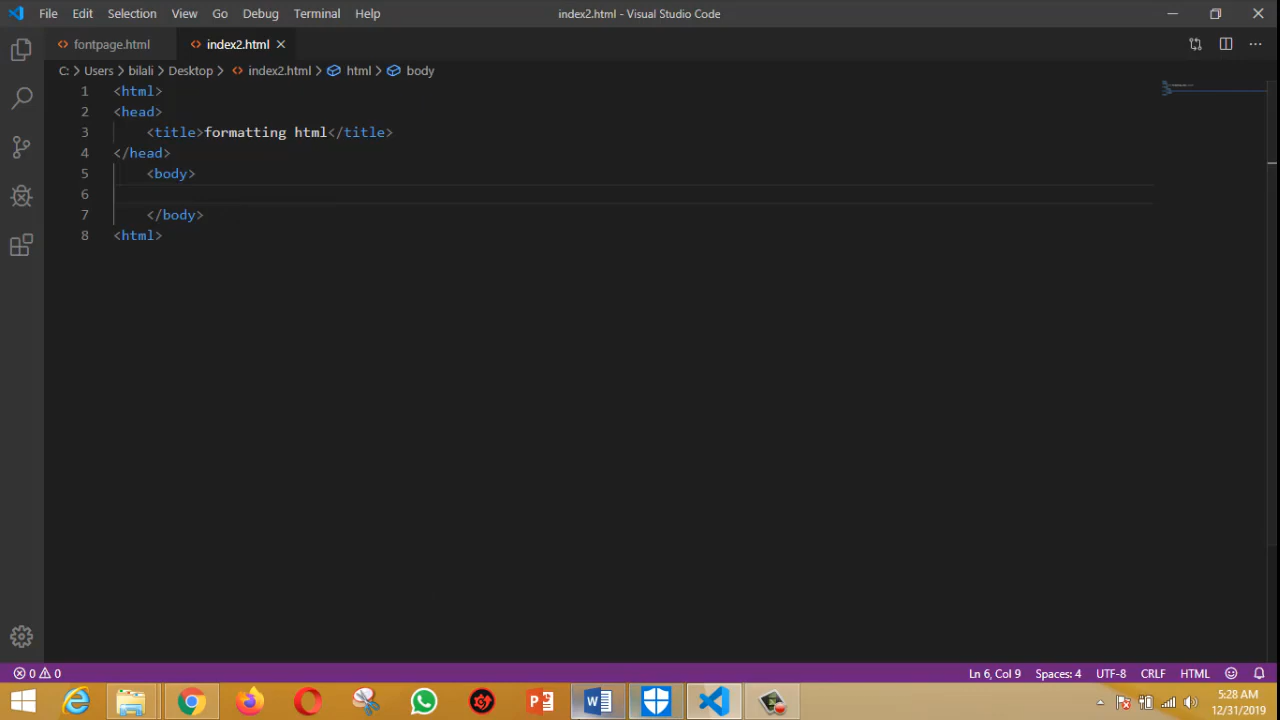 File Edit Selection View Go Debug Terminal Help index2.html - Visual Studio Code
fontpage.html index2.html
C: > Users > bilali > Desktop > index2.html > html > body
1 <html>
2 <head>
3 <title>formatting html</title>
4 </head>
5 <body>
6
7 </body>
8 <html>
0 0 Ln 6, Col 9 Spaces: 4 UTF-8 CRLF HTML
5:28 AM
12/31/2019